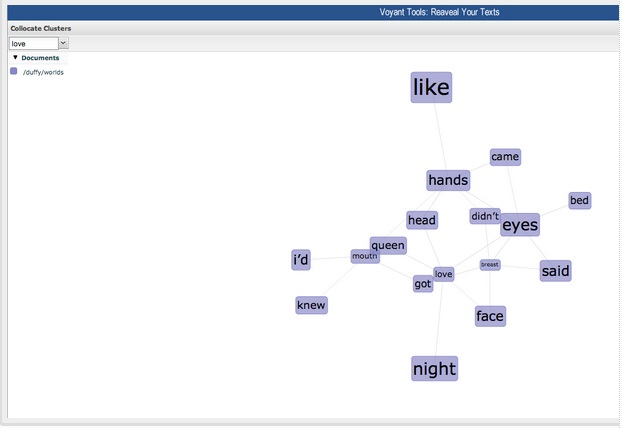 Voyant Tools: Reaveal Your Texts
Collocate Clusters
love
▼ Documents
/duffy/worlds
like
came
hands
bed
head
didn't
eyes
queen
i'd
mouth
love
breast
said
got
knew
face
night